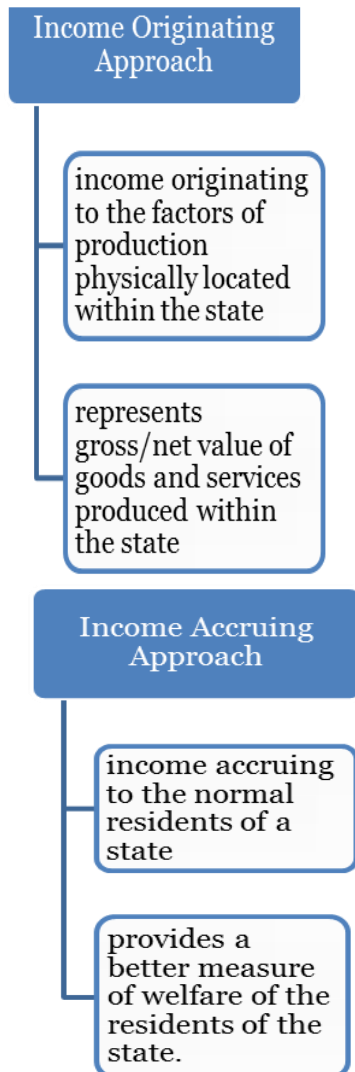 Income Originating
Approach
income originating
to the factors of
production
physically located
within the state
represents
gross/net value of
goods and services
produced within
the state
Income Accruing
Approach
income accruing
to the normal
residents of a
state
provides a
better measure
of welfare of the
residents of the
state.